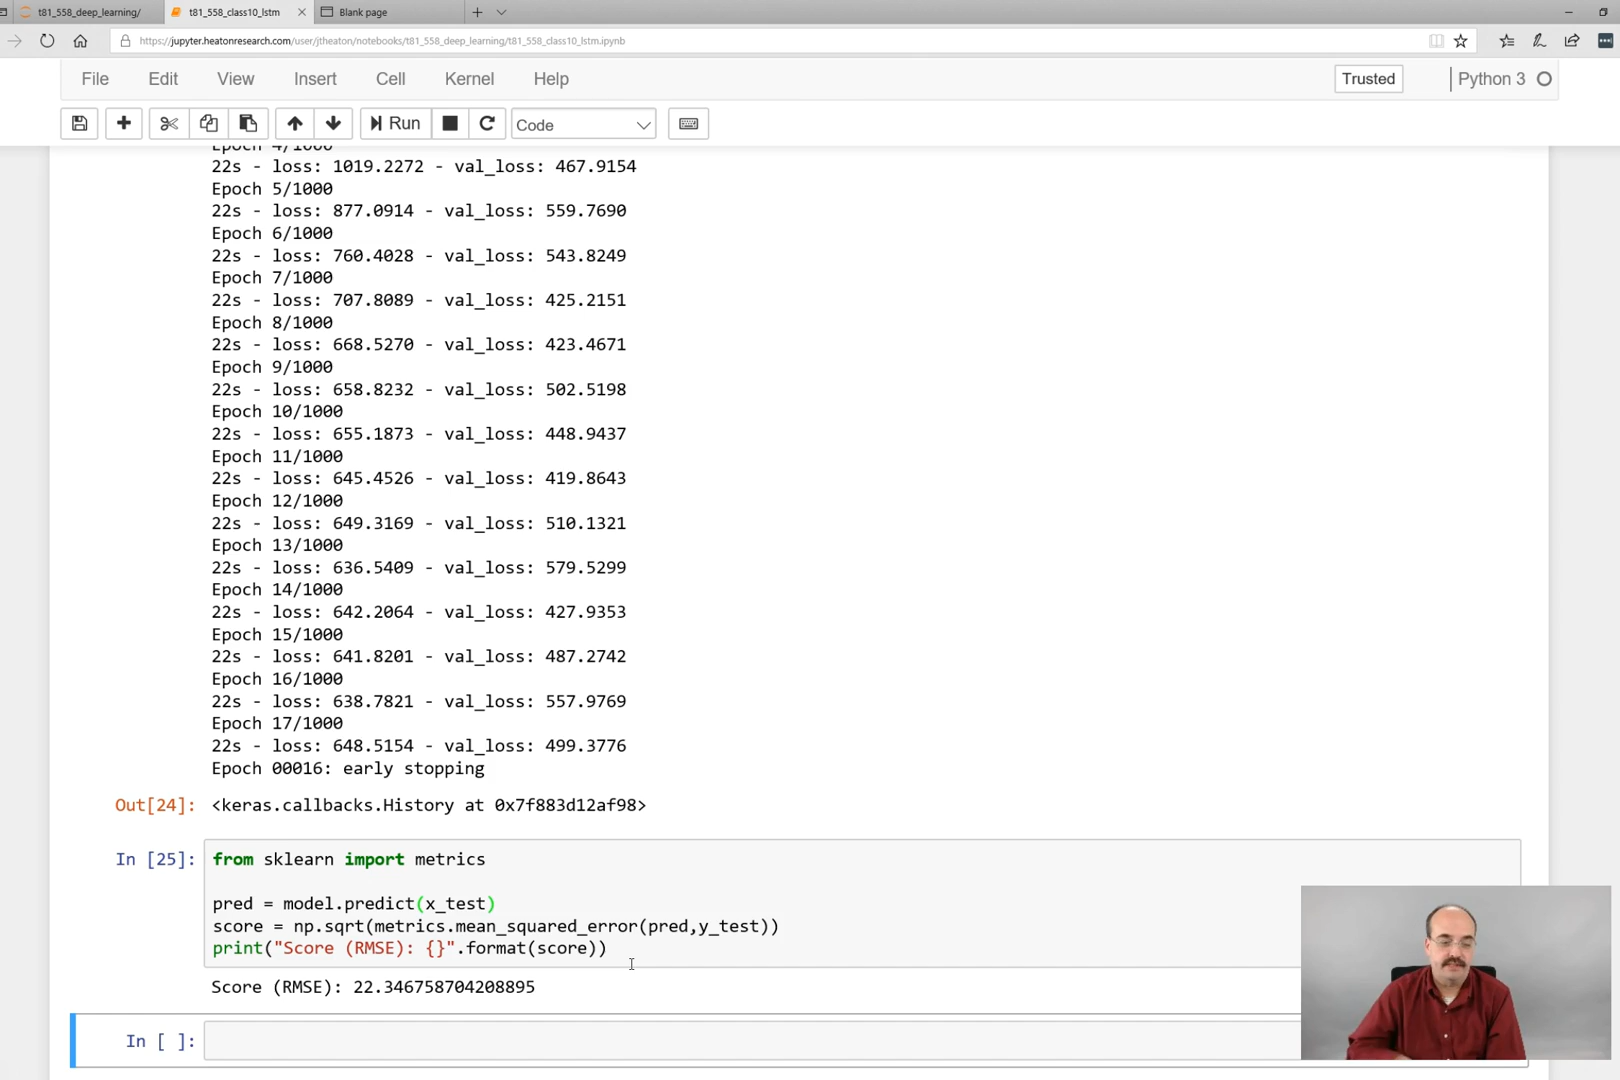 t81_558_deep_learning/
t81_558_class10_lstm
Blank page
https://jupyter.heatonresearch.com/user/jtheaton/notebooks/t81_558_deep_learning/t81_558_class10_lstm.ipynb
File Edit View Insert Cell Kernel Help
Trusted
Python 3
Run
Code
Epoch 4/1000
22s - loss: 1019.2272 - val_loss: 467.9154
Epoch 5/1000
22s - loss: 877.0914 - val_loss: 559.7690
Epoch 6/1000
22s - loss: 760.4028 - val_loss: 543.8249
Epoch 7/1000
22s - loss: 707.8089 - val_loss: 425.2151
Epoch 8/1000
22s - loss: 668.5270 - val_loss: 423.4671
Epoch 9/1000
22s - loss: 658.8232 - val_loss: 502.5198
Epoch 10/1000
22s - loss: 655.1873 - val_loss: 448.9437
Epoch 11/1000
22s - loss: 645.4526 - val_loss: 419.8643
Epoch 12/1000
22s - loss: 649.3169 - val_loss: 510.1321
Epoch 13/1000
22s - loss: 636.5409 - val_loss: 579.5299
Epoch 14/1000
22s - loss: 642.2064 - val_loss: 427.9353
Epoch 15/1000
22s - loss: 641.8201 - val_loss: 487.2742
Epoch 16/1000
22s - loss: 638.7821 - val_loss: 557.9769
Epoch 17/1000
22s - loss: 648.5154 - val_loss: 499.3776
Epoch 00016: early stopping
Out[24]: <keras.callbacks.History at 0x7f883d12af98>
In [25]: from sklearn import metrics
pred = model.predict(x_test)
score = np.sqrt(metrics.mean_squared_error(pred,y_test))
print("Score (RMSE): {}".format(score))
Score (RMSE): 22.346758704208895
In [ ]: